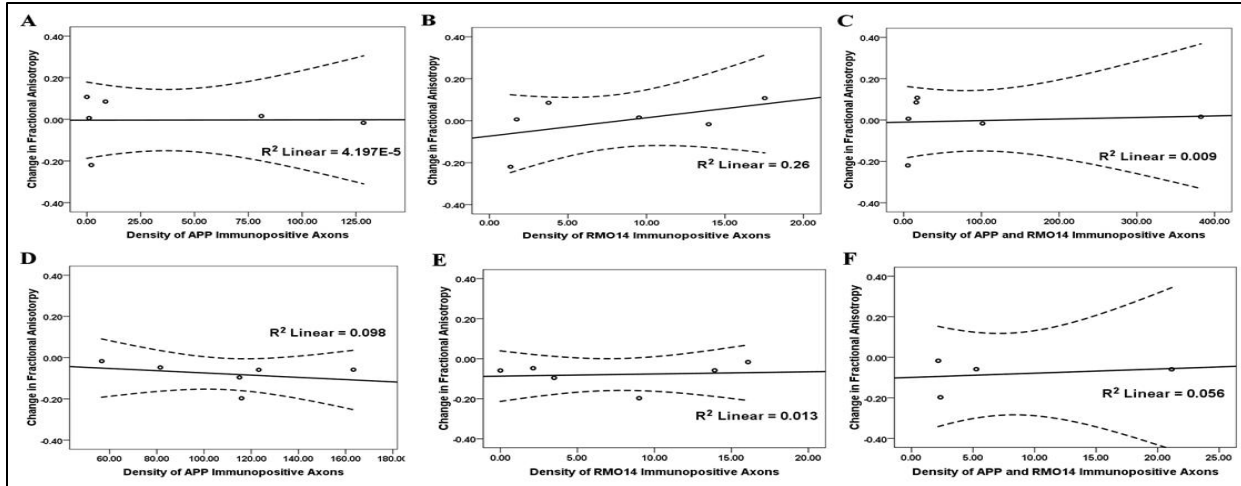 A
Change in Fractional Anisotropy
0.40
0.20
0.00
-0.20
-0.40
R² Linear = 4.197E-5
0.00 25.00 50.00 75.00 100.00 125.00
Density of APP Immunopositive Axons
B
Change in Fractional Anisotropy
0.40
0.20
0.00
-0.20
-0.40
R² Linear = 0.26
0.00 5.00 10.00 15.00 20.00
Density of RMO14 Immunopositive Axons
C
Change in Fractional Anisotropy
0.40
0.20
0.00
-0.20
-0.40
R² Linear = 0.009
0.00 100.00 200.00 300.00 400.00
Density of APP and RMO14 Immunopositive Axons
D
Change in Fractional Anisotorpy
0.40
0.20
0.00
-0.20
-0.40
R² Linear = 0.098
60.00 80.00 100.00 120.00 140.00 160.00 180.00
Density of APP Immunopositive Axons
E
Change in Fractional Anisotropy
0.40
0.20
0.00
-0.20
-0.40
R² Linear = 0.013
0.00 5.00 10.00 15.00 20.00
Density of RMO14 Immunopositive Axons
F
Change in Fractional Anisotropy
0.40
0.20
0.00
-0.20
-0.40
R² Linear = 0.056
0.00 5.00 10.00 15.00 20.00 25.00
Density of APP and RMO14 Immunopositive Axons